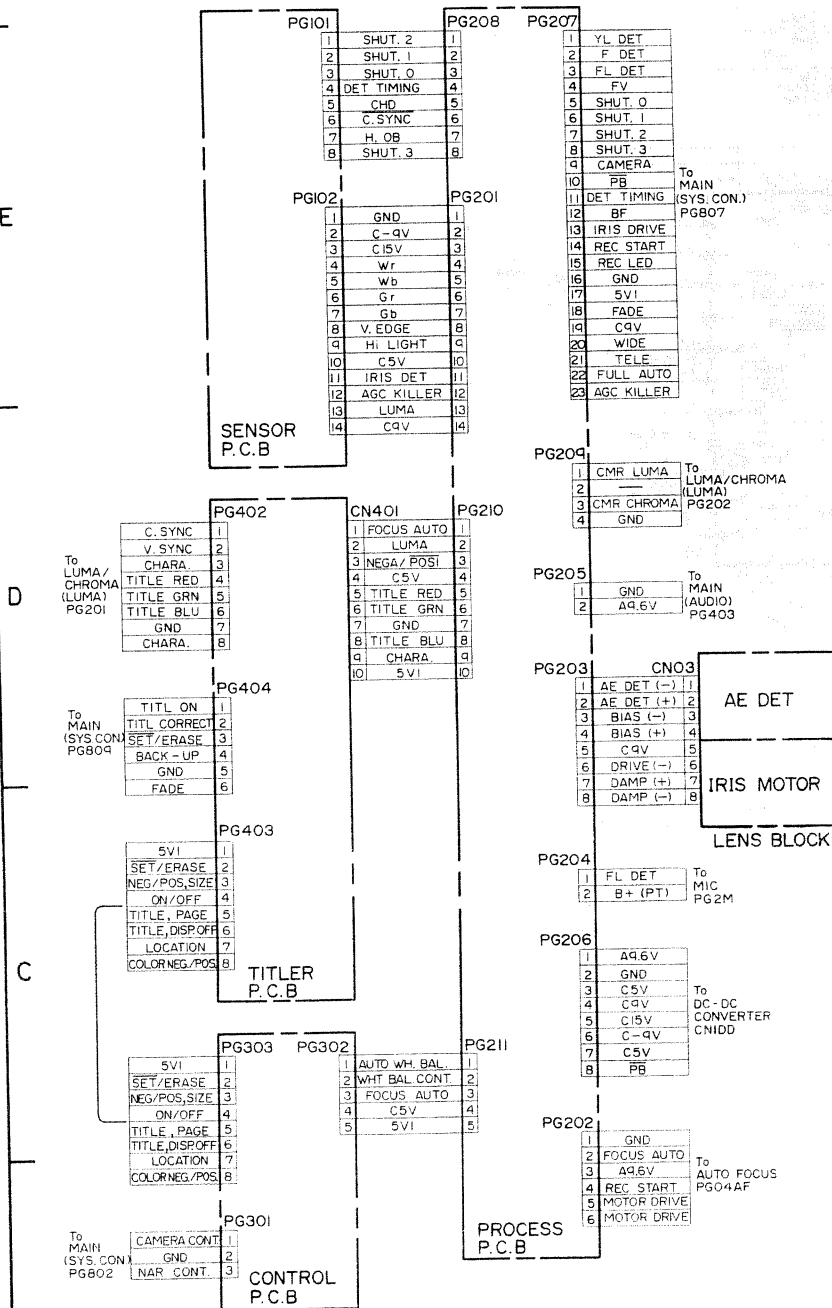 PG101
1 SHUT. 2
2 SHUT. 1
3 SHUT. 0
4 DET TIMING
5 CHD
6 C.SYNC
7 H. OB
8 SHUT. 3
PG208
1
2
3
4
5
6
7
8
PG207
1 YL DET
2 F DET
3 FL DET
4 FV
5 SHUT. 0
6 SHUT. 1
7 SHUT. 2
8 SHUT. 3
9 CAMERA
10 PB
11 DET TIMING
12 BF
13 IRIS DRIVE
14 REC START
15 REC LED
16 GND
17 5V1
18 FADE
19 C9V
20 WIDE
21 TELE
22 FULL AUTO
23 AGC KILLER
To
MAIN
(SYS. CON.)
PG807
E
PG102 PG201
1 GND 1
2 C-9V 2
3 C15V 3
4 Wr 4
5 Wb 5
6 Gr 6
7 Gb 7
8 V. EDGE 8
9 Hi LIGHT 9
10 C5V 10
11 IRIS DET 11
12 AGC KILLER 12
13 LUMA 13
14 C9V 14
SENSOR
P.C.B
PG209
1 CMR LUMA
2 —
3 CMR CHROMA
4 GND
To
LUMA/CHROMA
(LUMA)
PG202
PG402
C. SYNC 1
V. SYNC 2
CHARA. 3
TITLE RED 4
TITLE GRN 5
TITLE BLU 6
GND 7
CHARA. 8
To
LUMA/
CHROMA
(LUMA)
PG201
CN401 PG210
1 FOCUS AUTO 1
2 LUMA 2
3 NEGA/POSI 3
4 C5V 4
5 TITLE RED 5
6 TITLE GRN 6
7 GND 7
8 TITLE BLU 8
9 CHARA. 9
10 5V1 10
D
PG205
1 GND
2 A9.6V
To
MAIN
(AUDIO)
PG403
PG404
TITL ON 1
TITL CORRECT 2
SET/ERASE 3
BACK-UP 4
GND 5
FADE 6
To
MAIN
(SYS.CON)
PG809
PG203 CN03
1 AE DET (-) 1
2 AE DET (+) 2
3 BIAS (-) 3
4 BIAS (+) 4
5 C9V 5
6 DRIVE (-) 6
7 DAMP (+) 7
8 DAMP (-) 8
AE DET
IRIS MOTOR
LENS BLOCK
PG403
5V1 1
SET/ERASE 2
NEG/POS,SIZE 3
ON/OFF 4
TITLE, PAGE 5
TITLE, DISP.OFF 6
LOCATION 7
COLOR NEG./POS. 8
TITLER
P.C.B
C
PG204
1 FL DET
2 B+ (PT)
To
MIC
PG2M
PG206
1 A9.6V
2 GND
3 C5V
4 C9V
5 C15V
6 C-9V
7 C5V
8 PB
To
DC-DC
CONVERTER
CN1DD
PG303
5V1 1
SET/ERASE 2
NEG/POS,SIZE 3
ON/OFF 4
TITLE, PAGE 5
TITLE, DISP.OFF 6
LOCATION 7
COLOR NEG./POS. 8
PG302 PG211
1 AUTO WH. BAL. 1
2 WHT BAL CONT. 2
3 FOCUS AUTO 3
4 C5V 4
5 5V1 5
PG202
1 GND
2 FOCUS AUTO
3 A9.6V
4 REC START
5 MOTOR DRIVE
6 MOTOR DRIVE
To
AUTO FOCUS
PG04AF
PROCESS
P.C.B
PG301
CAMERA CONT. 1
GND 2
NAR CONT. 3
To
MAIN
(SYS. CON)
PG802
CONTROL
P.C.B